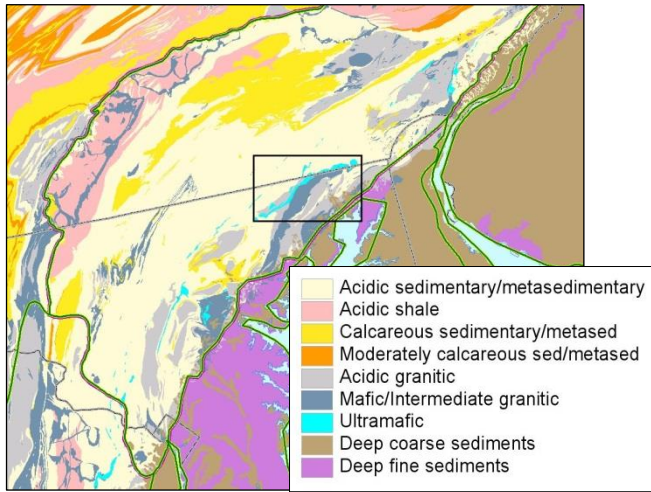 Acidic sedimentary/metasedimentary
Acidic shale
Calcareous sedimentary/metased
Moderately calcareous sed/metased
Acidic granitic
Mafic/Intermediate granitic
Ultramafic
Deep coarse sediments
Deep fine sediments